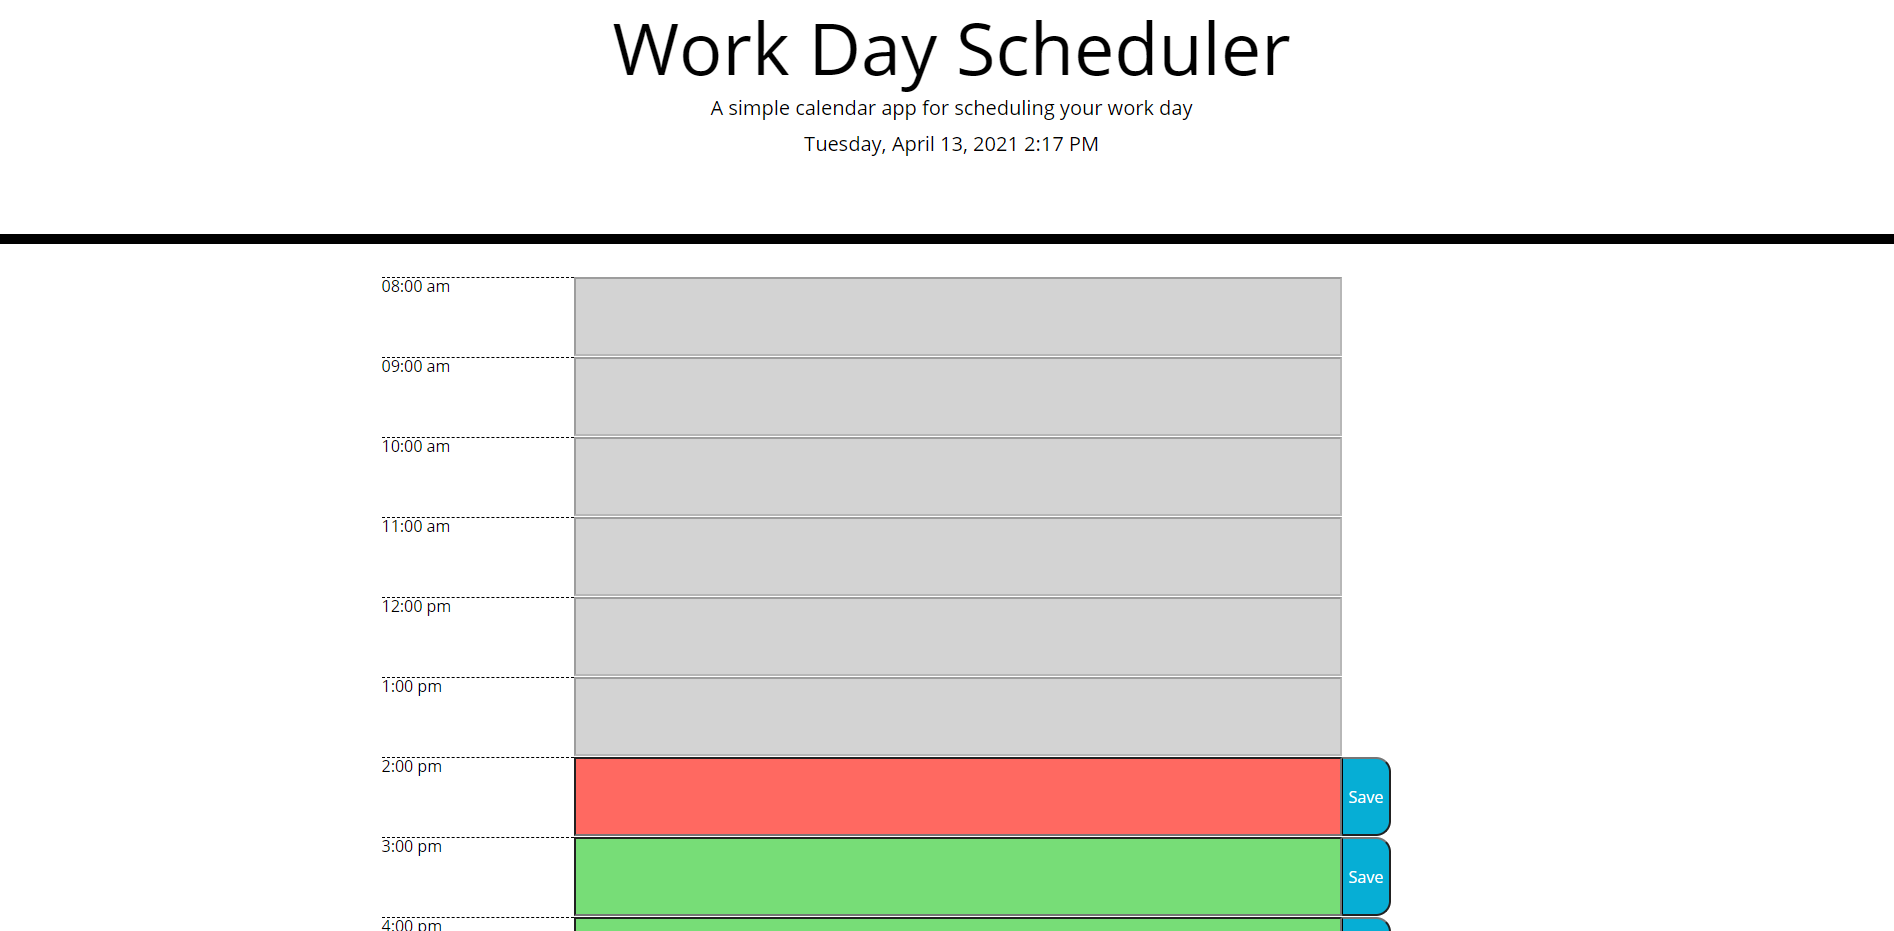 Work Day Scheduler
A simple calendar app for scheduling your work day
Tuesday, April 13, 2021 2:17 PM
08:00 am
09:00 am
10:00 am
11:00 am
12:00 pm
1:00 pm
2:00 pm
Save
3:00 pm
Save
4:00 pm